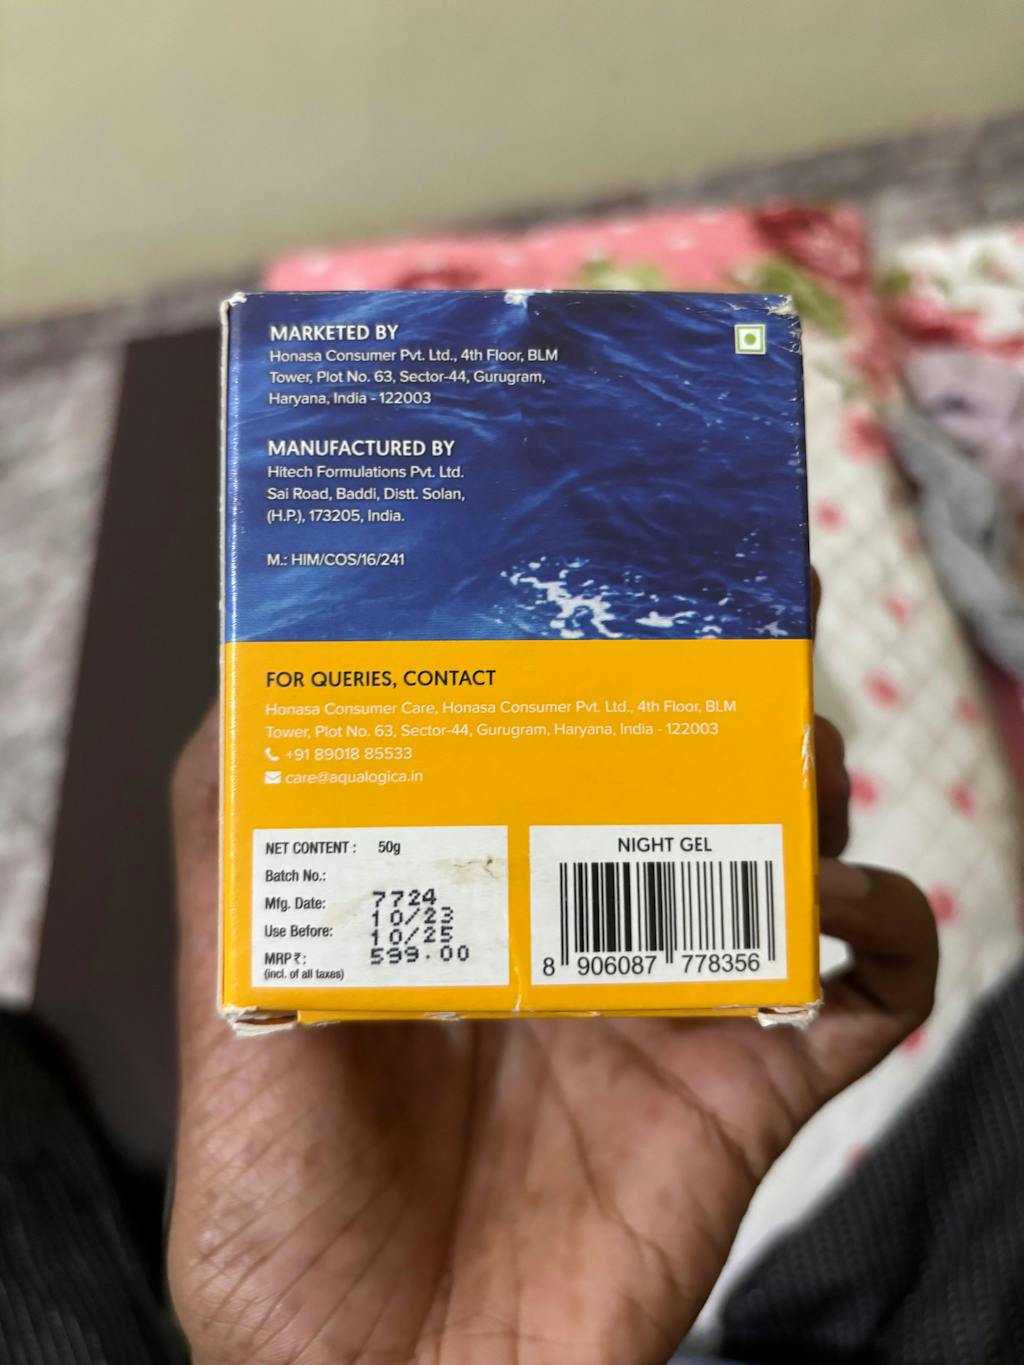 MARKETED BY
Honasa Consumer Pvt. Ltd., 4th Floor, BLM
Tower, Plot No. 63, Sector-44, Gurugram,
Haryana, India - 122003
MANUFACTURED BY
Hitech Formulations Pvt. Ltd.
Sai Road, Baddi, Distt. Solan,
(H.P.), 173205, India.
M.: HIM/COS/16/241
FOR QUERIES, CONTACT
Honasa Consumer Care, Honasa Consumer Pvt. Ltd., 4th Floor, BLM
Tower, Plot No. 63, Sector-44, Gurugram, Haryana, India - 122003
+91 89018 85533
care@aqualogica.in
NET CONTENT : 50g
Batch No.: 7724
Mfg. Date: 10/23
Use Before: 10/25
MRP₹: 599.00
(incl. of all taxes)
NIGHT GEL
8 906087 778356